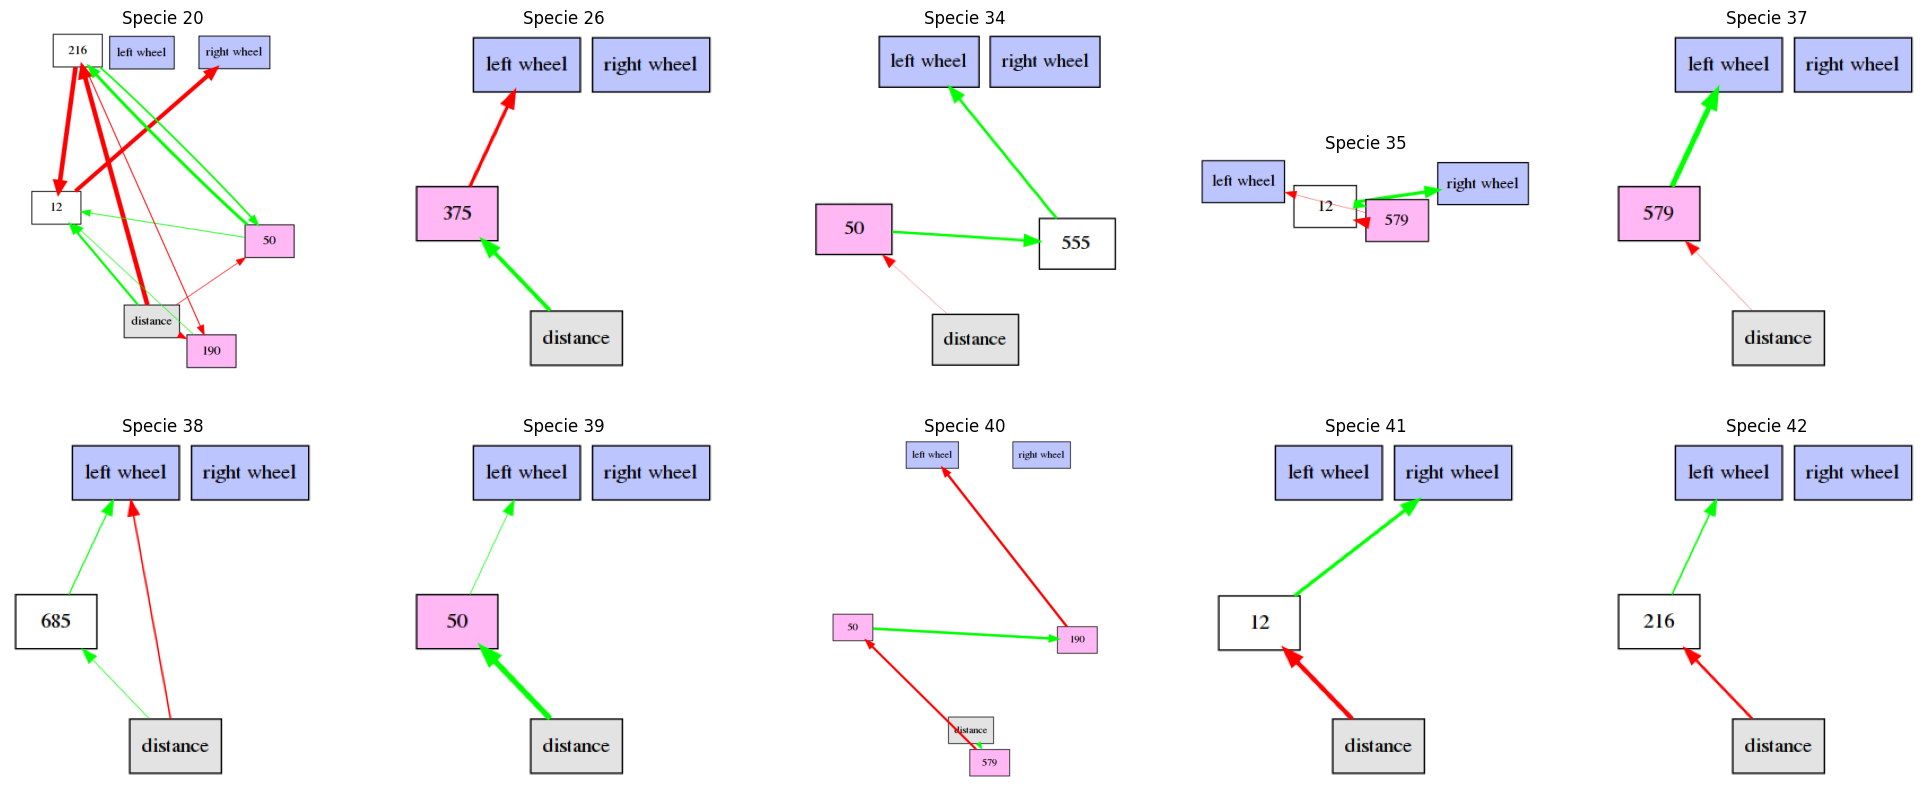 Specie 20
216
left wheel
right wheel
12
50
distance
190
Specie 26
left wheel
right wheel
375
distance
Specie 34
left wheel
right wheel
50
555
distance
Specie 35
left wheel
12
579
right wheel
Specie 37
left wheel
right wheel
579
distance
Specie 38
left wheel
right wheel
685
distance
Specie 39
left wheel
right wheel
50
distance
Specie 40
left wheel
right wheel
50
190
distance
579
Specie 41
left wheel
right wheel
12
distance
Specie 42
left wheel
right wheel
216
distance